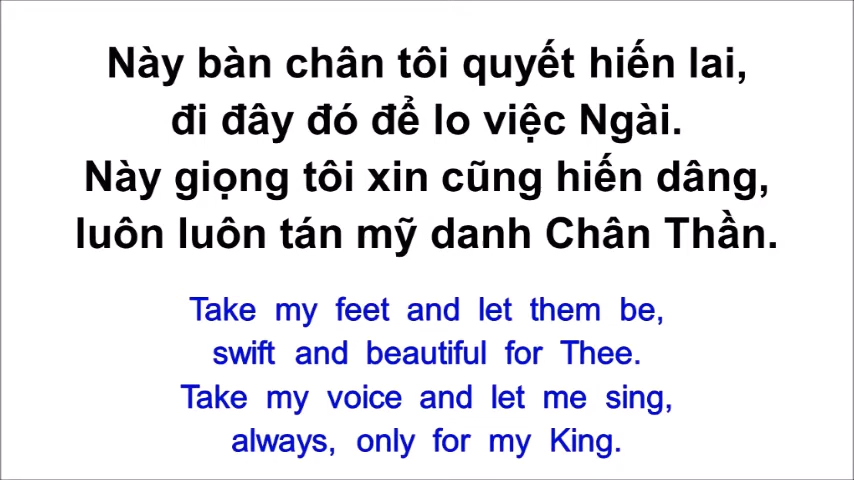 Này bàn chân tôi quyết hiến lai,
đi đây đó để lo việc Ngài.
Này giọng tôi xin cũng hiến dâng,
luôn luôn tán mỹ danh Chân Thần.
Take my feet and let them be,
swift and beautiful for Thee.
Take my voice and let me sing,
always, only for my King.